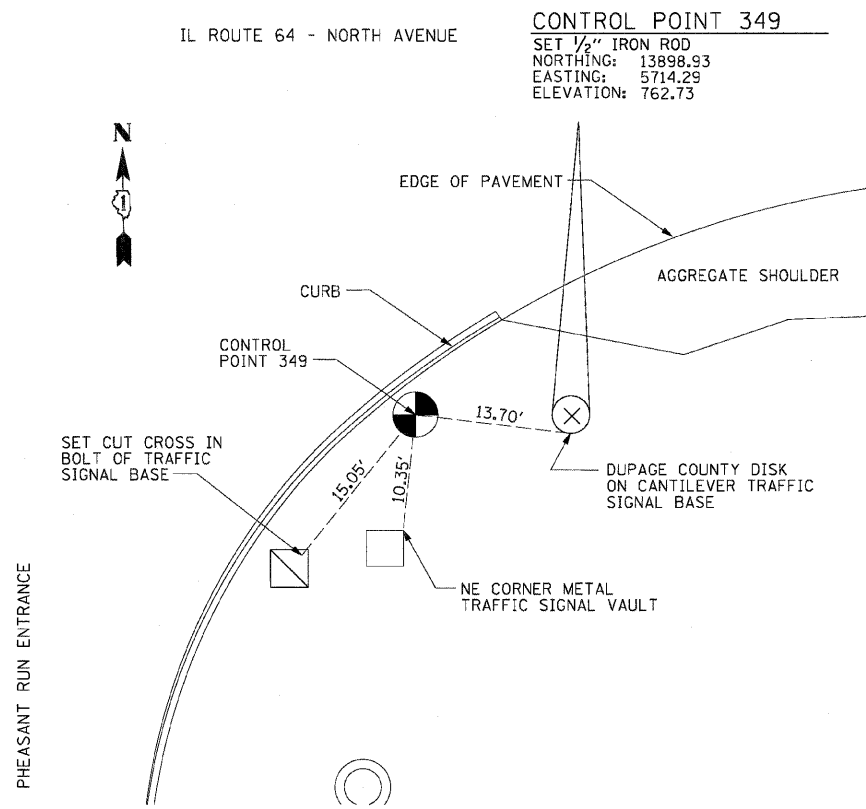 IL ROUTE 64 - NORTH AVENUE
CONTROL POINT 349
SET 1/2" IRON ROD
NORTHING: 13898.93
EASTING: 5714.29
ELEVATION: 762.73
N
1
EDGE OF PAVEMENT
AGGREGATE SHOULDER
CURB
CONTROL
POINT 349
13.70'
SET CUT CROSS IN
BOLT OF TRAFFIC
SIGNAL BASE
15.05'
10.35'
DUPAGE COUNTY DISK
ON CANTILEVER TRAFFIC
SIGNAL BASE
NE CORNER METAL
TRAFFIC SIGNAL VAULT
PHEASANT RUN ENTRANCE